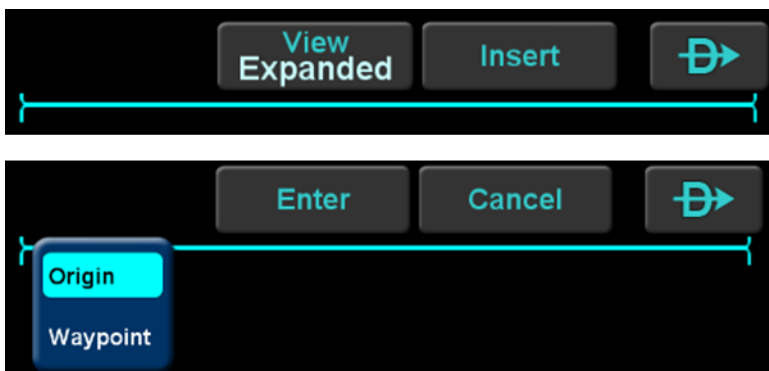 View
Expanded
Insert
D
Enter
Cancel
D
Origin
Waypoint